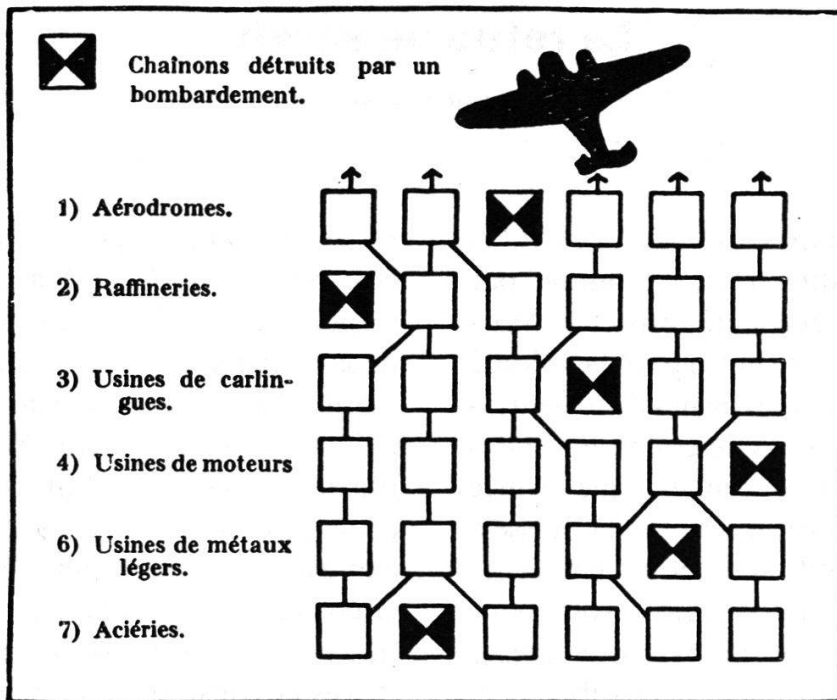 Chaînons détruits par un
bombardement.
1) Aérodromes.
2) Raffineries.
3) Usines de carlin-
gues.
4) Usines de moteurs
6) Usines de métaux
légers.
7) Aciéries.